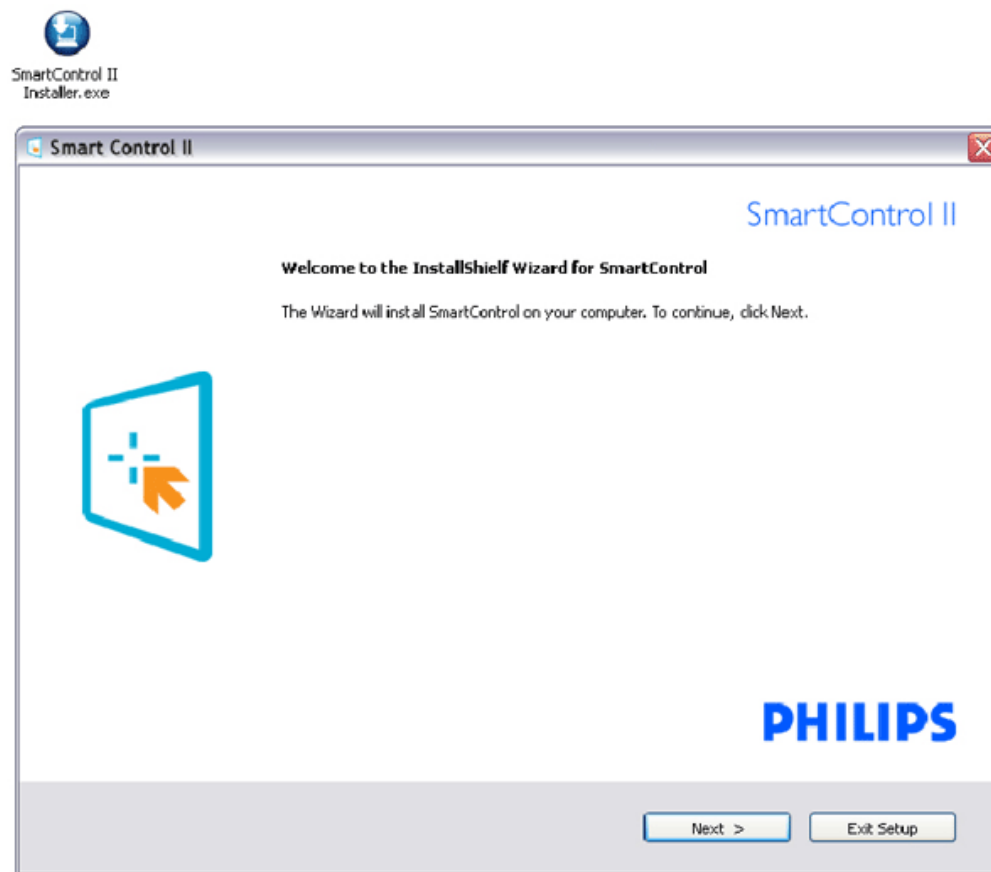 SmartControl II
Installer.exe
Smart Control II
SmartControl II
Welcome to the InstallShielf Wizard for SmartControl
The Wizard will install SmartControl on your computer. To continue, click Next.
PHILIPS
Next >
Exit Setup